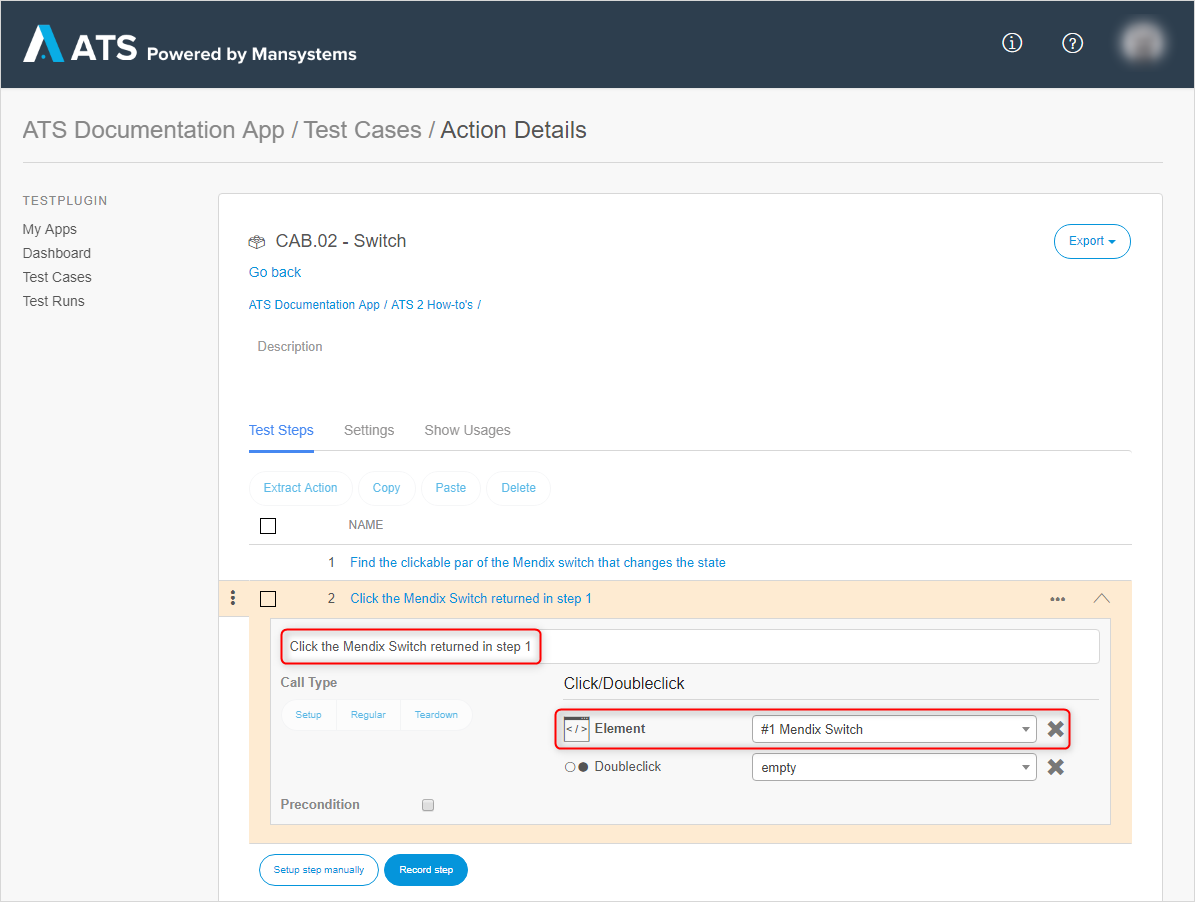 ATS Powered by Mansystems
ATS Documentation App / Test Cases / Action Details
TESTPLUGIN
My Apps
Dashboard
Test Cases
Test Runs
CAB.02 - Switch
Export
Go back
ATS Documentation App / ATS 2 How-to's /
Description
Test Steps Settings Show Usages
Extract Action Copy Paste Delete
NAME
1 Find the clickable par of the Mendix switch that changes the state
2 Click the Mendix Switch returned in step 1
Click the Mendix Switch returned in step 1
Call Type
Setup Regular Teardown
Click/Doubleclick
</> Element #1 Mendix Switch
Doubleclick empty
Precondition
Setup step manually Record step